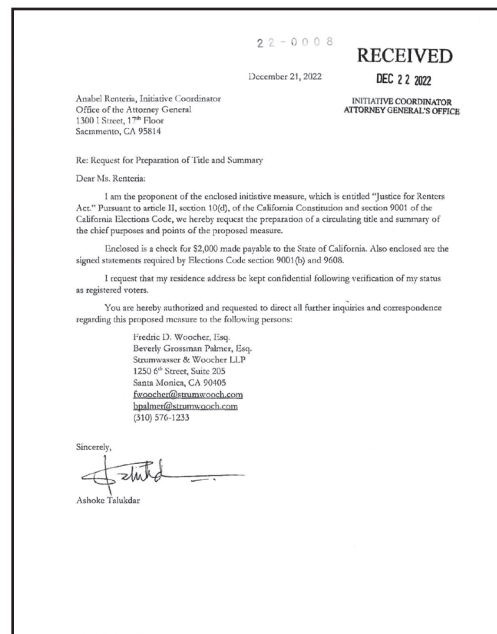 22-0008
RECEIVED
December 21, 2022
DEC 22 2022
Anabel Renteria, Initiative Coordinator
Office of the Attorney General
1300 I Street, 17th Floor
Sacramento, CA 95814
INITIATIVE COORDINATOR
ATTORNEY GENERAL'S OFFICE
Re: Request for Preparation of Title and Summary
Dear Ms. Renteria:
I am the proponent of the enclosed initiative measure, which is entitled "Justice for Renters
Act." Pursuant to article II, section 10(d), of the California Constitution and section 9001 of the
California Elections Code, we hereby request the preparation of a circulating title and summary of
the chief purposes and points of the proposed measure.
Enclosed is a check for $2,000 made payable to the State of California. Also enclosed are the
signed statements required by Elections Code section 9001(b) and 9608.
I request that my residence address be kept confidential following verification of my status
as registered voters.
You are hereby authorized and requested to direct all further inquiries and correspondence
regarding this proposed measure to the following persons:
Fredric D. Woocher, Esq.
Beverly Grossman Palmer, Esq.
Strumwasser & Woocher LLP
1250 6th Street, Suite 205
Santa Monica, CA 90405
fwoocher@strumwooch.com
bpalmer@strumwooch.com
(310) 576-1233
Sincerely,
Ashoke Talukdar